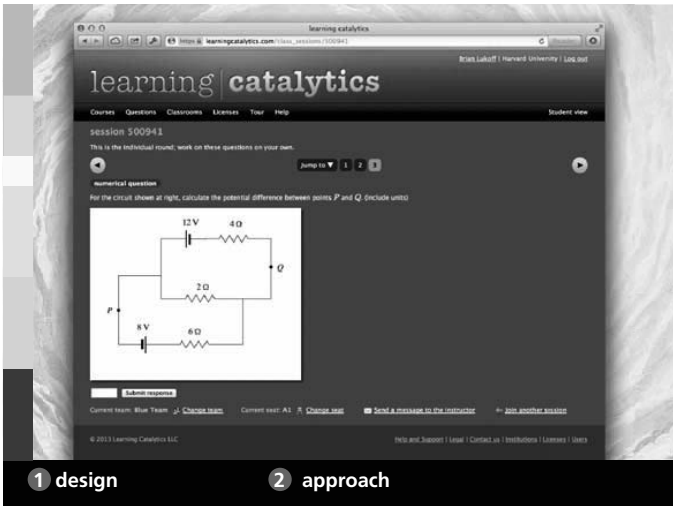 learning catalytics
https learningcatalytics.com/class_sessions/500941
Brian Lukoff | Harvard University | Log out
learning catalytics
Courses Questions Classrooms Licenses Tour Help Student view
session 500941
This is the individual round; work on these questions on your own.
Jump to ▼ 1 2 3
numerical question
For the circuit shown at right, calculate the potential difference between points P and Q. (include units)
12 V 4 Ω
Q
2 Ω
P
8 V 6 Ω
Submit response
Current team: Blue Team Change team Current seat: A1 Change seat Send a message to the instructor Join another session
© 2013 Learning Catalytics LLC Help and Support | Legal | Contact us | Institutions | Licenses | Users
1 design 2 approach